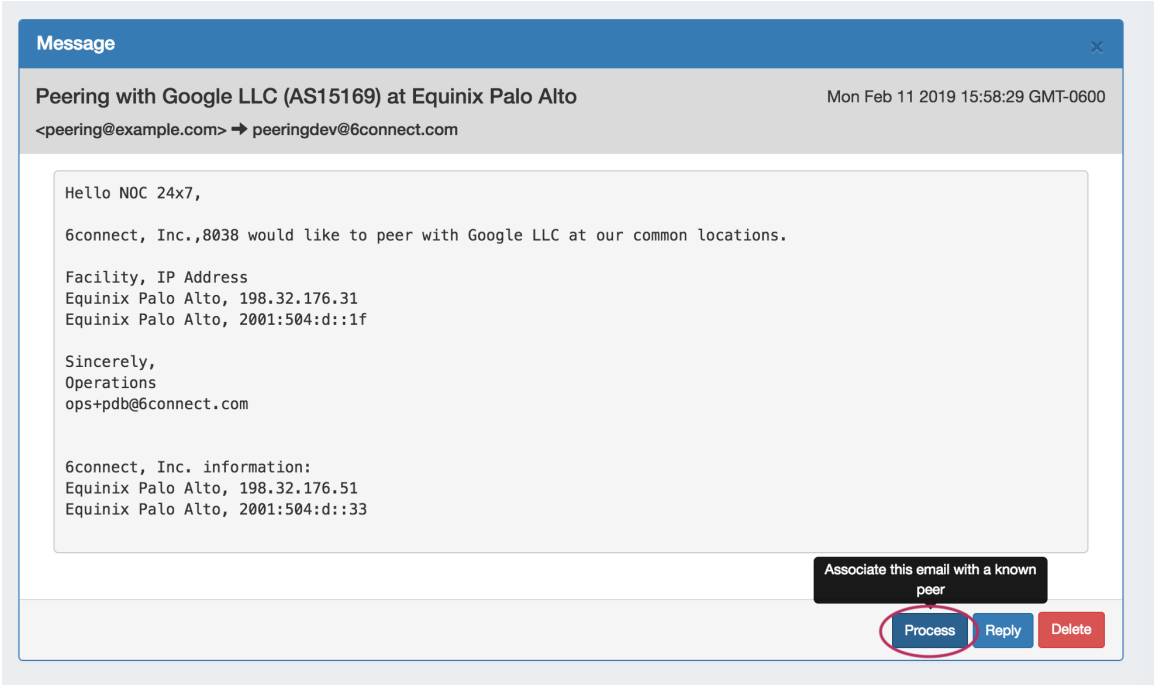 Message
×
Peering with Google LLC (AS15169) at Equinix Palo Alto
Mon Feb 11 2019 15:58:29 GMT-0600
<peering@example.com> ➔ peeringdev@6connect.com
Hello NOC 24x7,
6connect, Inc.,8038 would like to peer with Google LLC at our common locations.
Facility, IP Address
Equinix Palo Alto, 198.32.176.31
Equinix Palo Alto, 2001:504:d::1f
Sincerely,
Operations
ops+pdb@6connect.com
6connect, Inc. information:
Equinix Palo Alto, 198.32.176.51
Equinix Palo Alto, 2001:504:d::33
Associate this email with a known
peer
Process Reply Delete